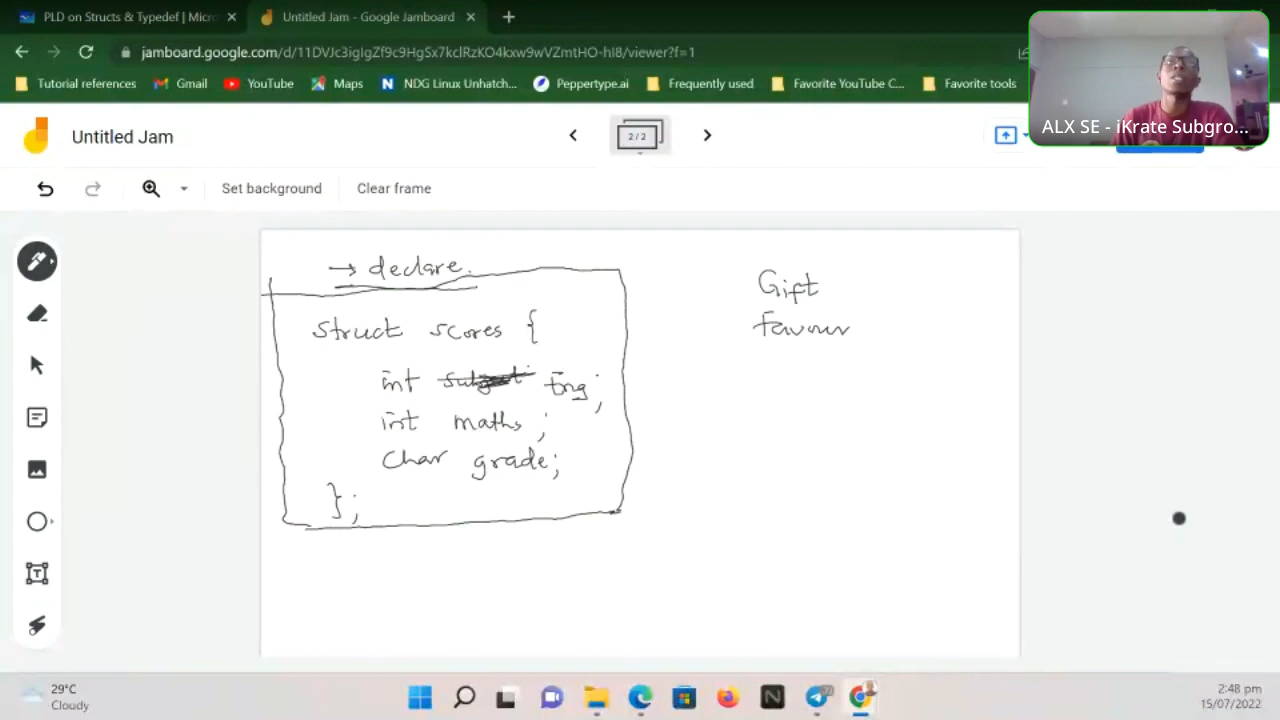 PLD on Structs & Typedef | Micro
Untitled Jam - Google Jamboard
jamboard.google.com/d/11DVJc3iglgZf9c9HgSx7kclRzKO4kxw9wVZmtHO-hI8/viewer?f=1
Tutorial references
Gmail
YouTube
Maps
NDG Linux Unhatch...
Peppertype.ai
Frequently used
Favorite YouTube C...
Favorite tools
ALX SE - iKrate Subgro...
Untitled Jam
2 / 2
Set background
Clear frame
→ declare.
struct scores {
int Eng;
int maths;
char grade;
};
Gift
Favour
29°C
Cloudy
2:48 pm
15/07/2022